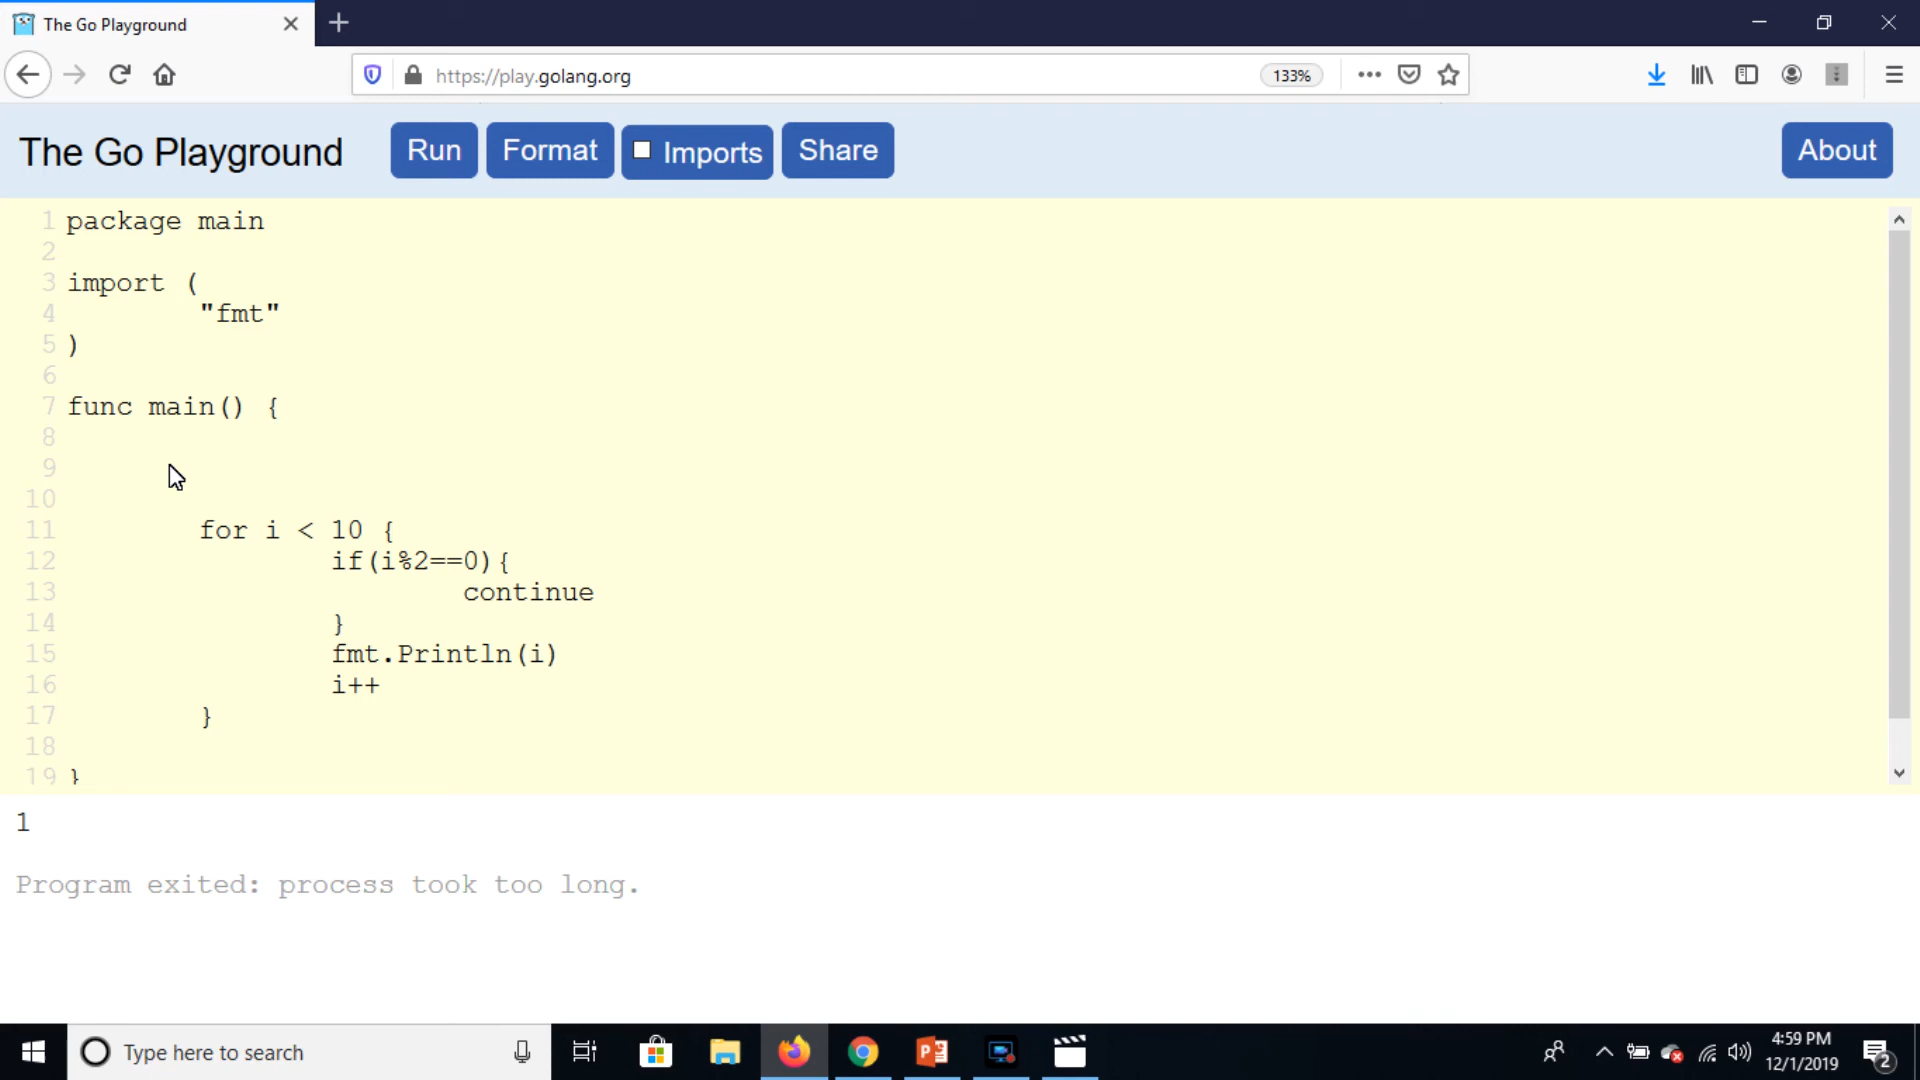 The Go Playground
https://play.golang.org
133%
The Go Playground
Run
Format
Imports
Share
About
1 package main
2
3 import (
4 "fmt"
5 )
6
7 func main() {
8
9
10
11 for i < 10 {
12 if(i%2==0){
13 continue
14 }
15 fmt.Println(i)
16 i++
17 }
18
19 }
1
Program exited: process took too long.
Type here to search
4:59 PM
12/1/2019
2